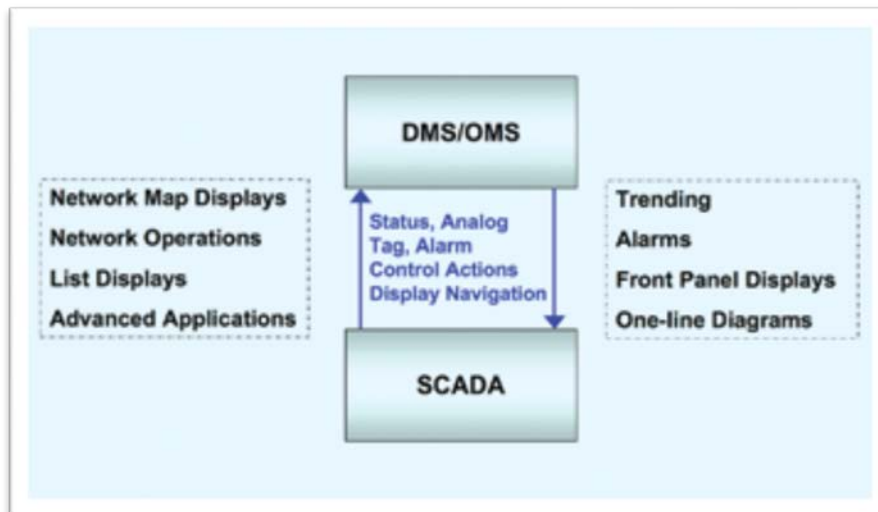 DMS/OMS
Network Map Displays
Network Operations
List Displays
Advanced Applications
Status, Analog
Tag, Alarm
Control Actions
Display Navigation
Trending
Alarms
Front Panel Displays
One-line Diagrams
SCADA